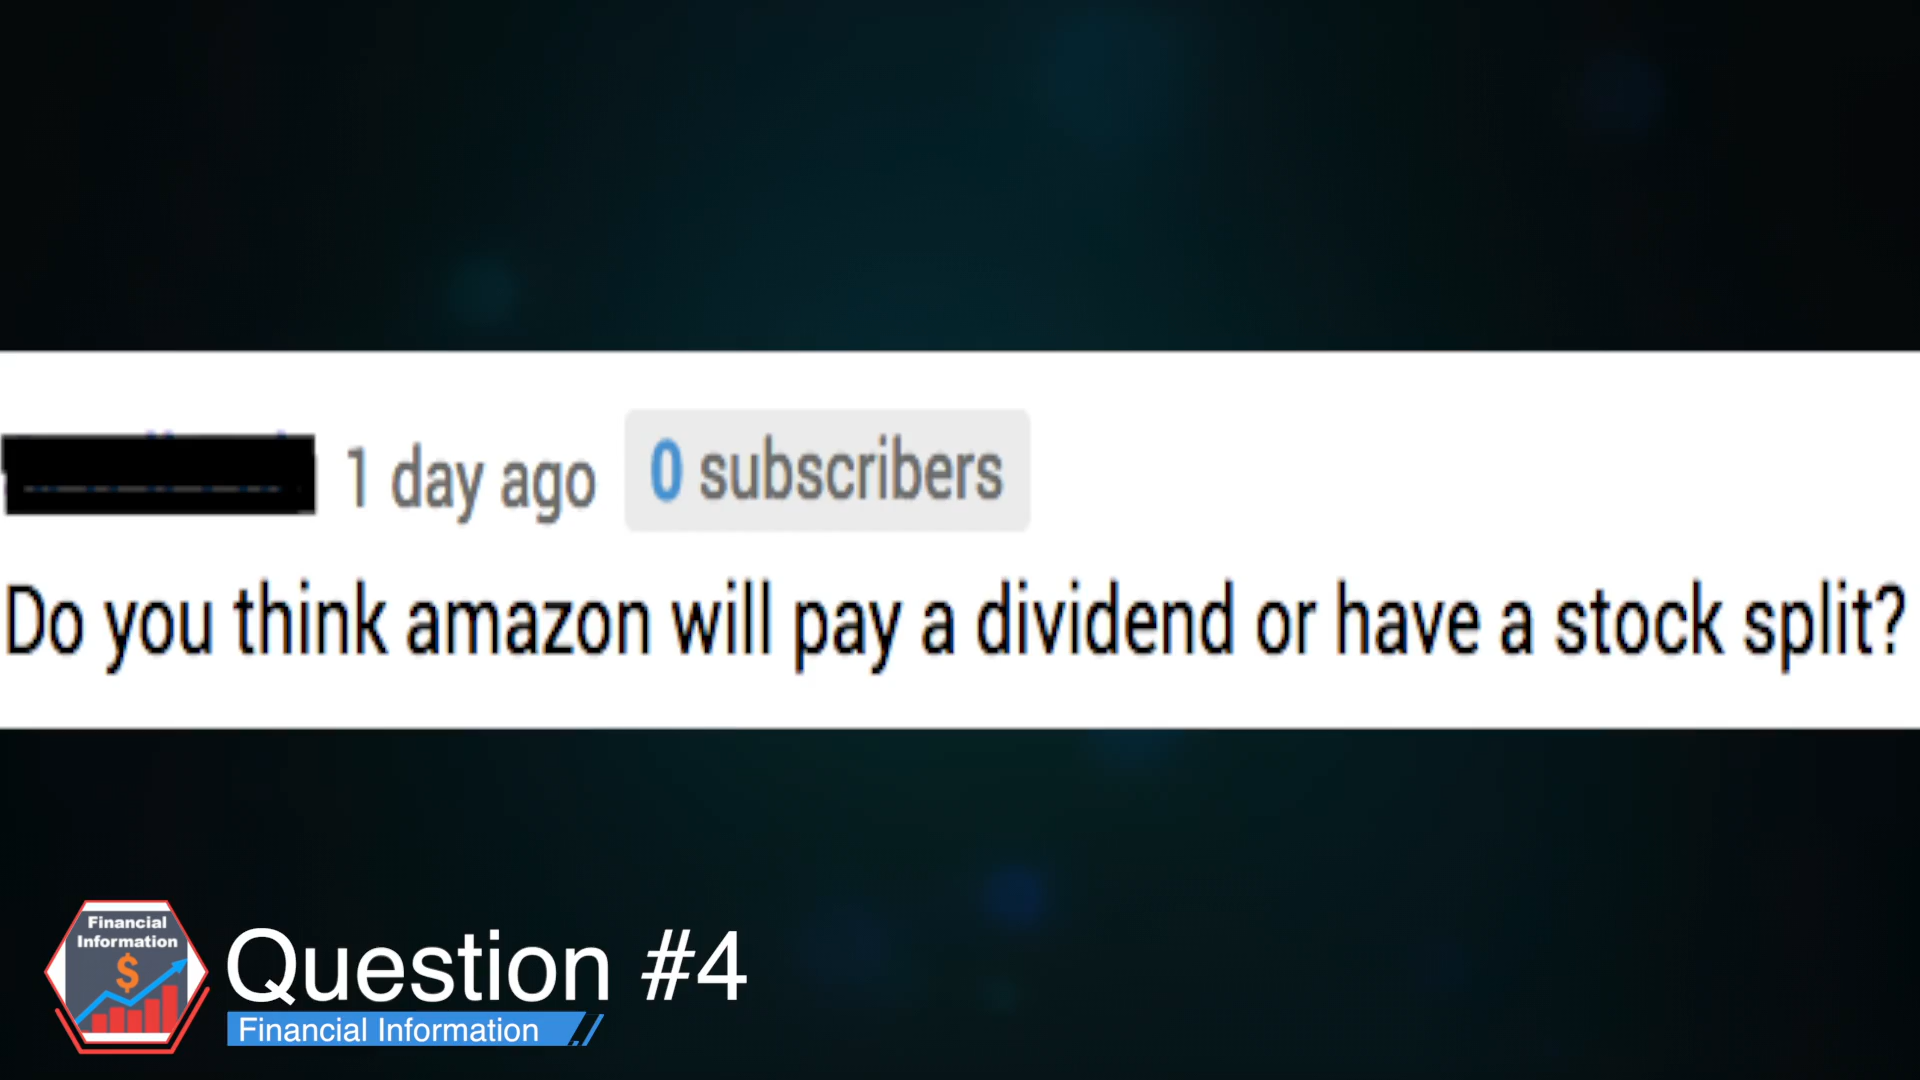 1 day ago 0 subscribers
Do you think amazon will pay a dividend or have a stock split?
Financial
Information
$
Question #4
Financial Information